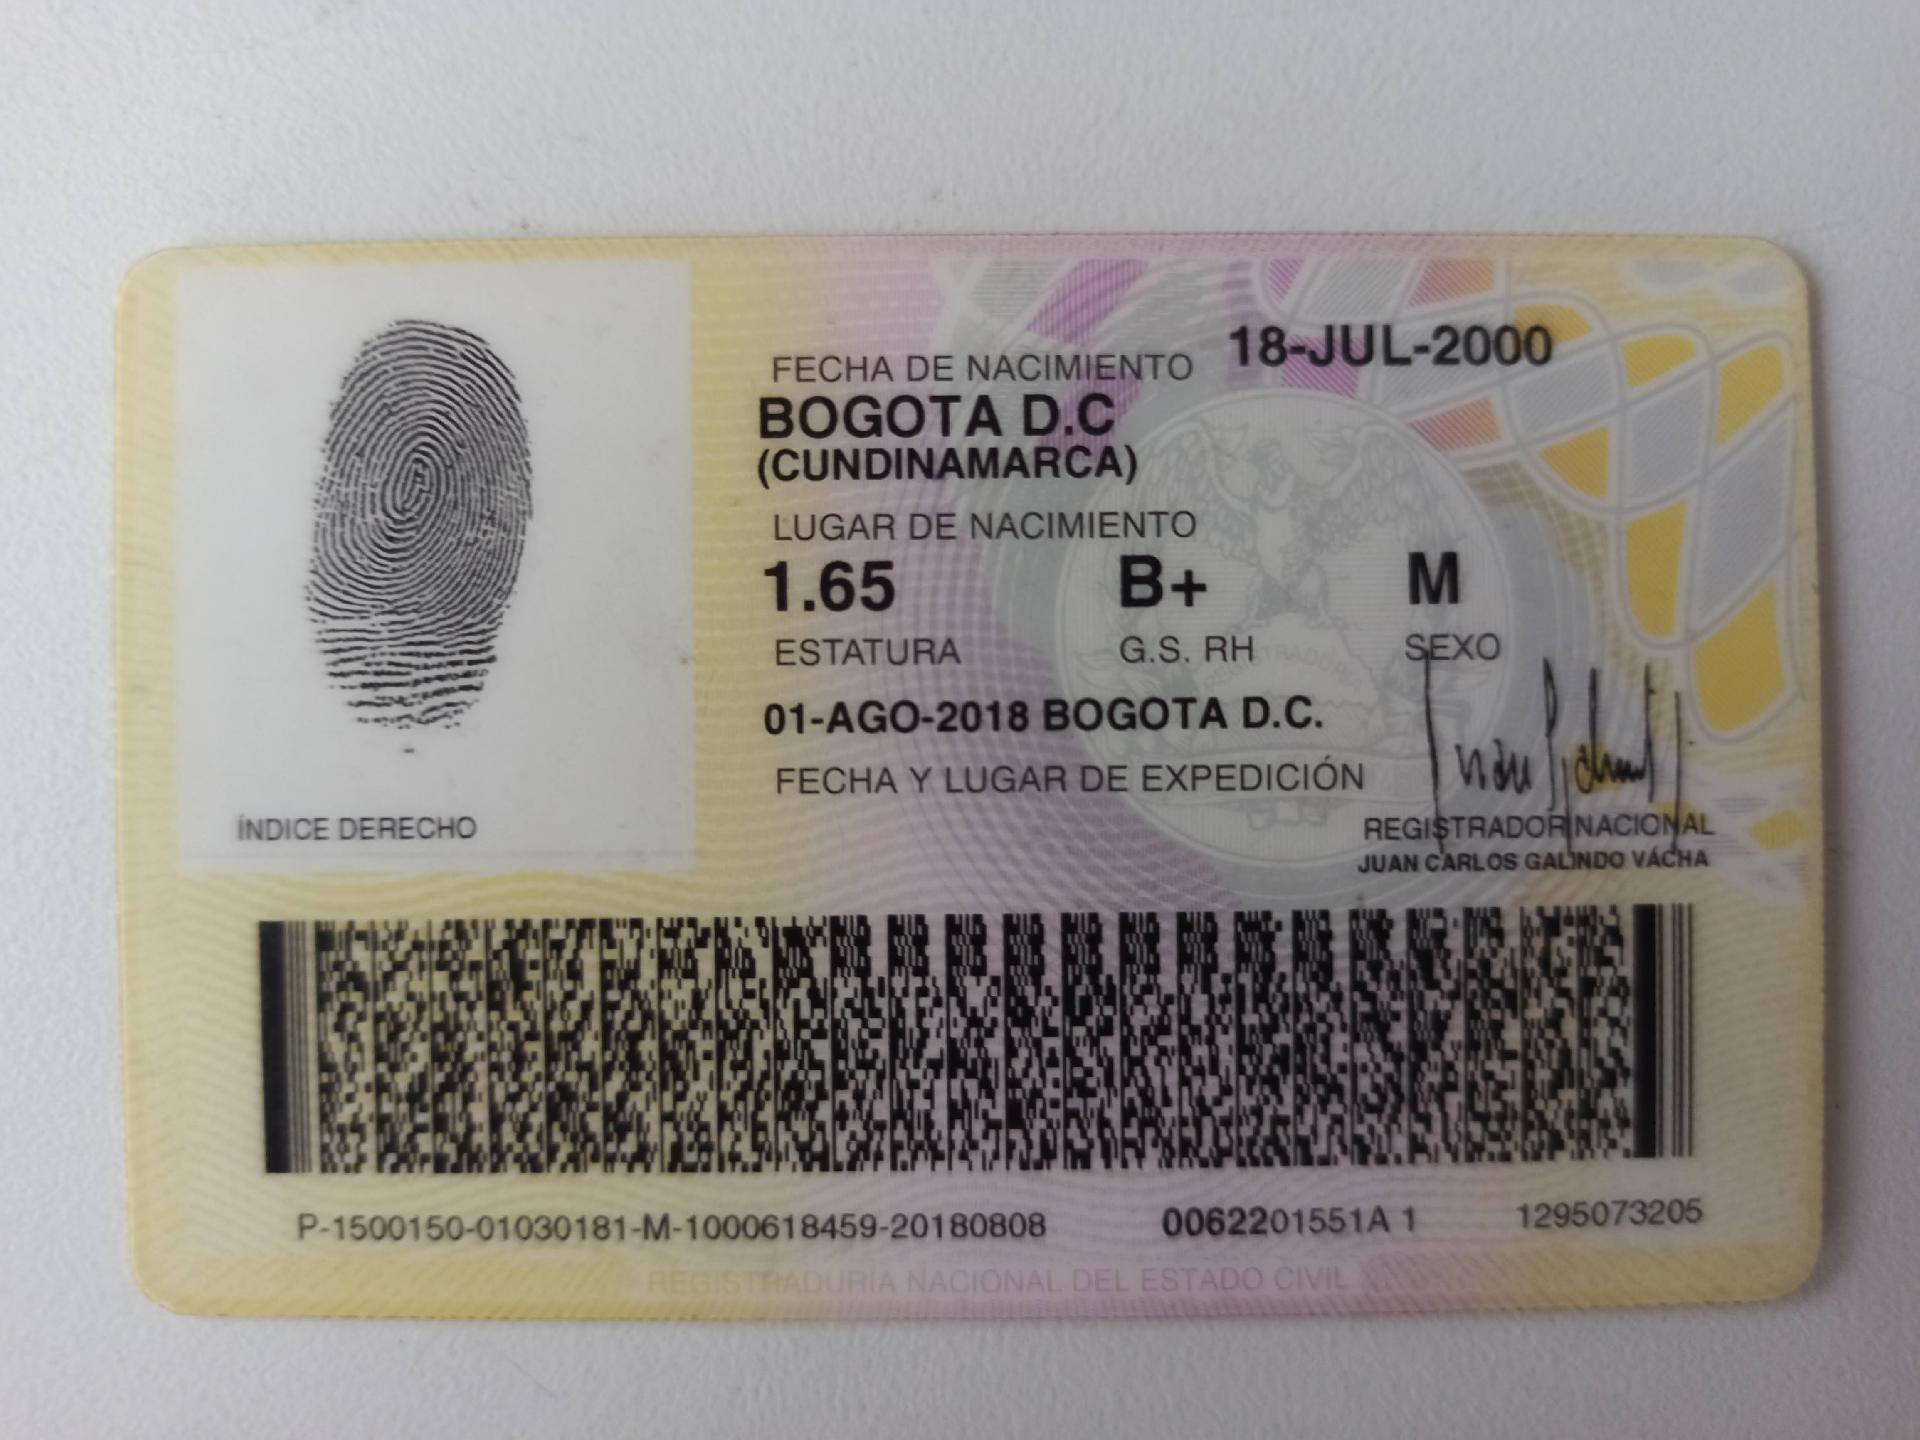 FECHA DE NACIMIENTO 18-JUL-2000
BOGOTA D.C
(CUNDINAMARCA)
LUGAR DE NACIMIENTO
1.65 B+ M
ESTATURA G.S. RH SEXO
01-AGO-2018 BOGOTA D.C.
FECHA Y LUGAR DE EXPEDICIÓN
ÍNDICE DERECHO
REGISTRADOR NACIONAL
JUAN CARLOS GALINDO VÁCHA
P-1500150-01030181-M-1000618459-20180808 0062201551A 1 1295073205
REGISTRADURIA NACIONAL DEL ESTADO CIVIL